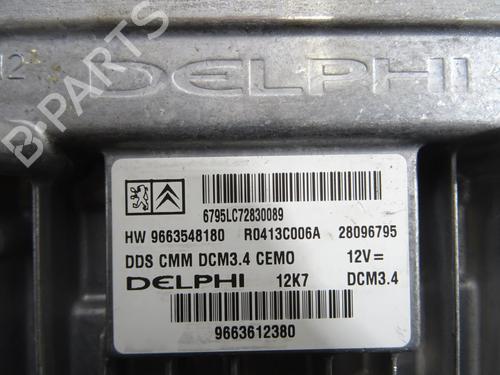 DELPHI
B-PARTS
6795LC72830089
HW 9663548180 R0413C006A 28096795
DDS CMM DCM3.4 CEMO 12V=
DELPHI 12K7 DCM3.4
9663612380